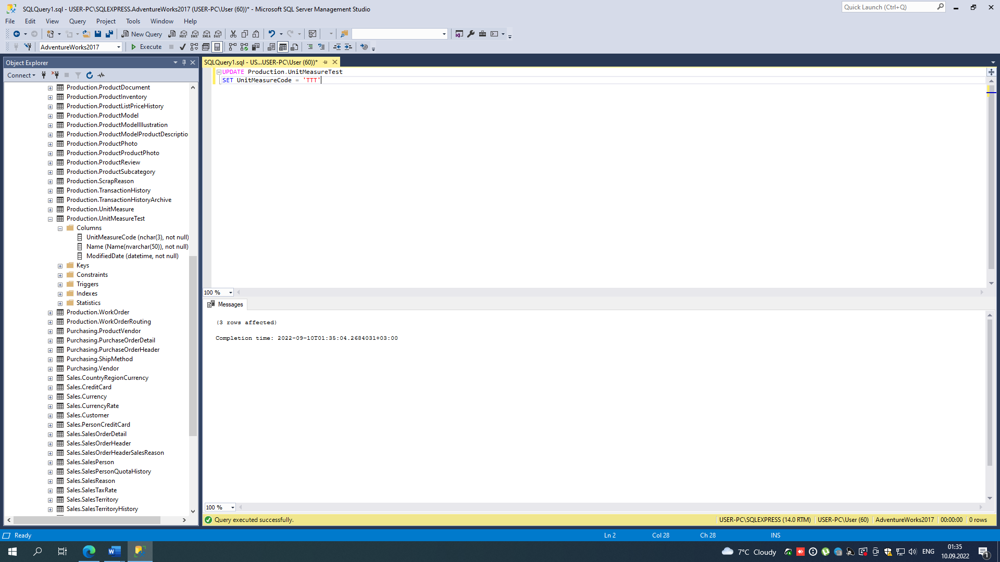 SQLQuery1.sql - USER-PC\SQLEXPRESS.AdventureWorks2017 (USER-PC\User (60))* - Microsoft SQL Server Management Studio
Quick Launch (Ctrl+Q)
File Edit View Query Project Tools Window Help
New Query
MDX DMX XMLA DAX
AdventureWorks2017
Execute
Object Explorer
Connect
SQLQuery1.sql - US...USER-PC\User (60))*
UPDATE Production.UnitMeasureTest
SET UnitMeasureCode = 'TTT'
Production.ProductDocument
Production.ProductInventory
Production.ProductListPriceHistory
Production.ProductModel
Production.ProductModelIllustration
Production.ProductModelProductDescriptio
Production.ProductPhoto
Production.ProductProductPhoto
Production.ProductReview
Production.ProductSubcategory
Production.ScrapReason
Production.TransactionHistory
Production.TransactionHistoryArchive
Production.UnitMeasure
Production.UnitMeasureTest
Columns
UnitMeasureCode (nchar(3), not null)
Name (Name(nvarchar(50)), not null)
ModifiedDate (datetime, not null)
Keys
Constraints
Triggers
Indexes
Statistics
Production.WorkOrder
Production.WorkOrderRouting
Purchasing.ProductVendor
Purchasing.PurchaseOrderDetail
Purchasing.PurchaseOrderHeader
Purchasing.ShipMethod
Purchasing.Vendor
Sales.CountryRegionCurrency
Sales.CreditCard
Sales.Currency
Sales.CurrencyRate
Sales.Customer
Sales.PersonCreditCard
Sales.SalesOrderDetail
Sales.SalesOrderHeader
Sales.SalesOrderHeaderSalesReason
Sales.SalesPerson
Sales.SalesPersonQuotaHistory
Sales.SalesReason
Sales.SalesTaxRate
Sales.SalesTerritory
Sales.SalesTerritoryHistory
100 %
Messages
(3 rows affected)
Completion time: 2022-09-10T01:35:04.2684031+03:00
100 %
Query executed successfully.
USER-PC\SQLEXPRESS (14.0 RTM) USER-PC\User (60) AdventureWorks2017 00:00:00 0 rows
Ready
Ln 2 Col 28 Ch 28 INS
7°C Cloudy
ENG
01:35
10.09.2022
1